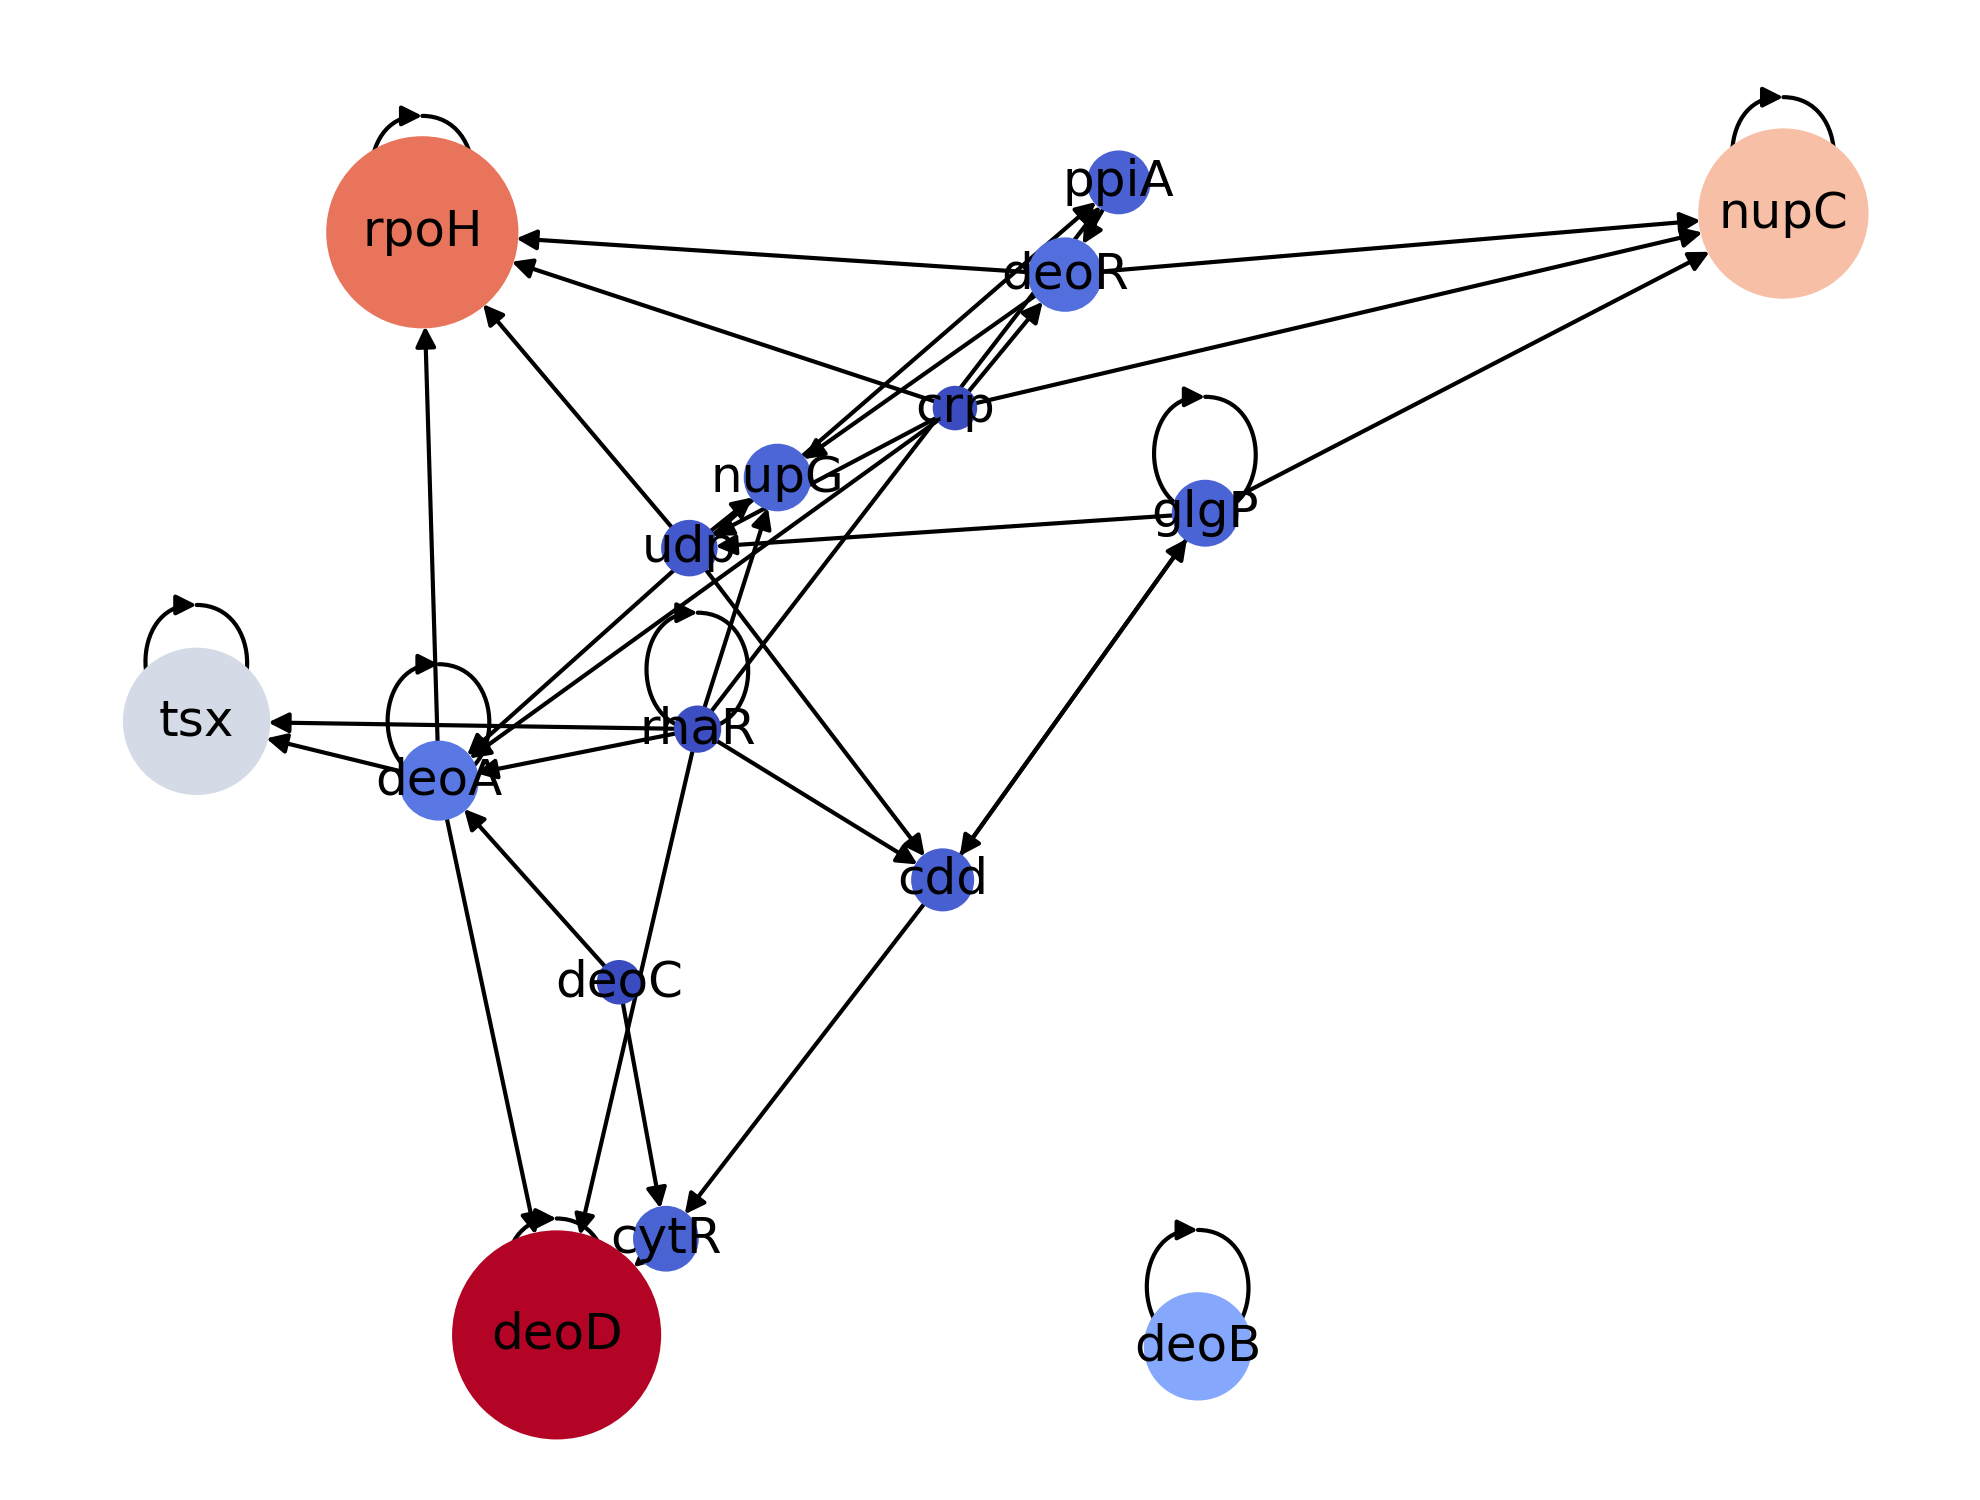 ppiA
nupC
rpoH
deoR
crp
nupG
glgP
udp
tsx
rhaR
deoA
cdd
deoC
cytR
deoD
deoB